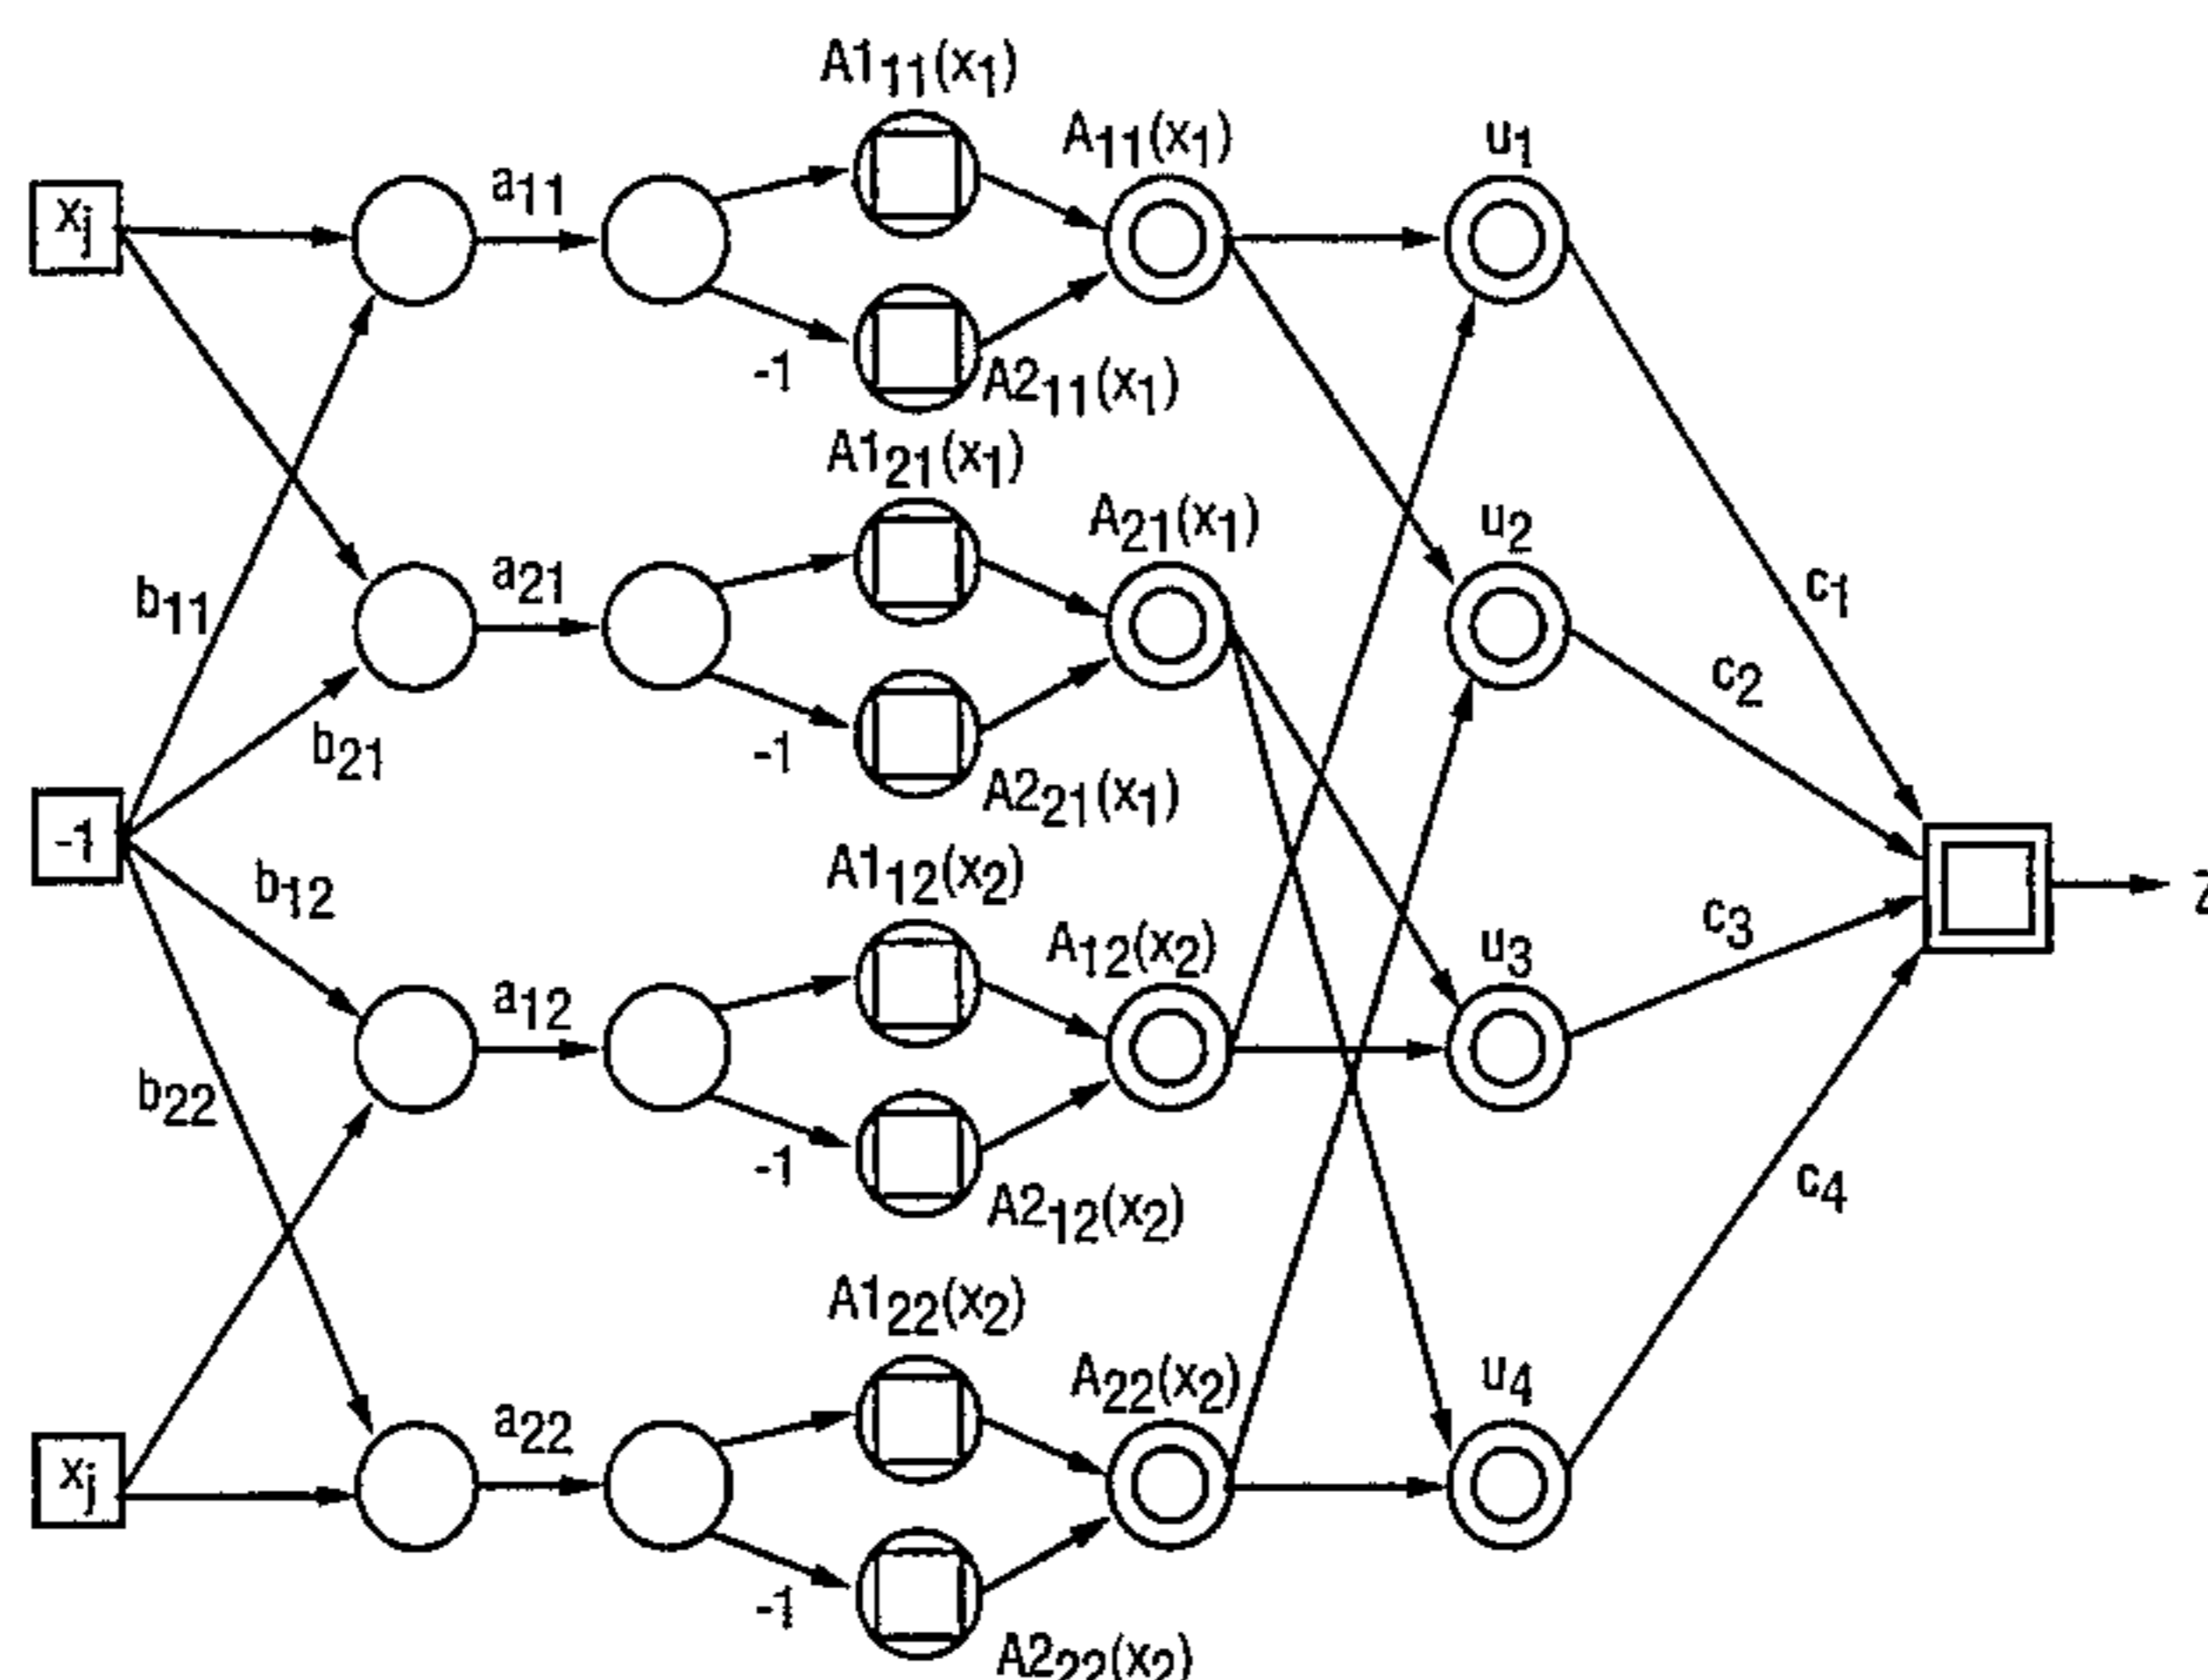 A1₁₁(x₁)
A₁₁(x₁)
u₁
xⱼ
a₁₁
-1
A2₁₁(x₁)
A1₂₁(x₁)
A₂₁(x₁)
u₂
b₁₁
a₂₁
c₁
c₂
b₂₁
-1
A2₂₁(x₁)
-1
b₁₂
A1₁₂(x₂)
A₁₂(x₂)
u₃
c₃
z
a₁₂
b₂₂
-1
A2₁₂(x₂)
c₄
A1₂₂(x₂)
A₂₂(x₂)
u₄
xⱼ
a₂₂
-1
A2₂₂(x₂)